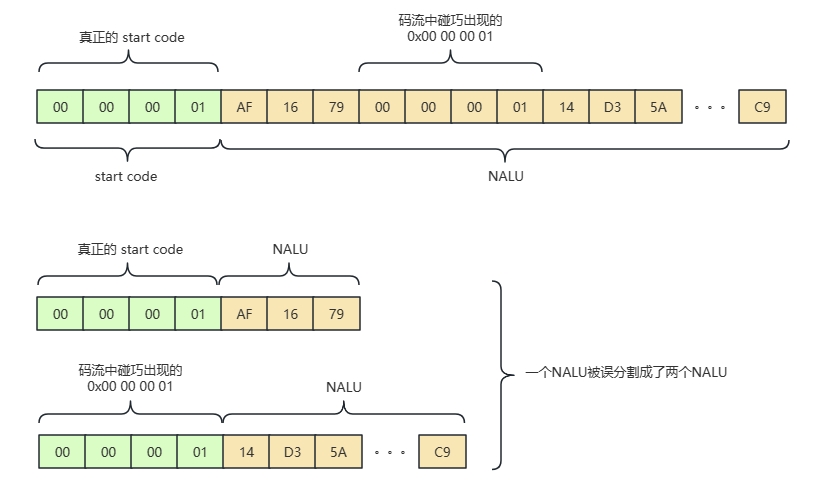 真正的 start code
码流中碰巧出现的
0x00 00 00 01
00 00 00 01 AF 16 79 00 00 00 01 14 D3 5A 。。。 C9
start code
NALU
真正的 start code
NALU
00 00 00 01 AF 16 79
码流中碰巧出现的
0x00 00 00 01
NALU
00 00 00 01 14 D3 5A 。。。 C9
一个NALU被误分割成了两个NALU